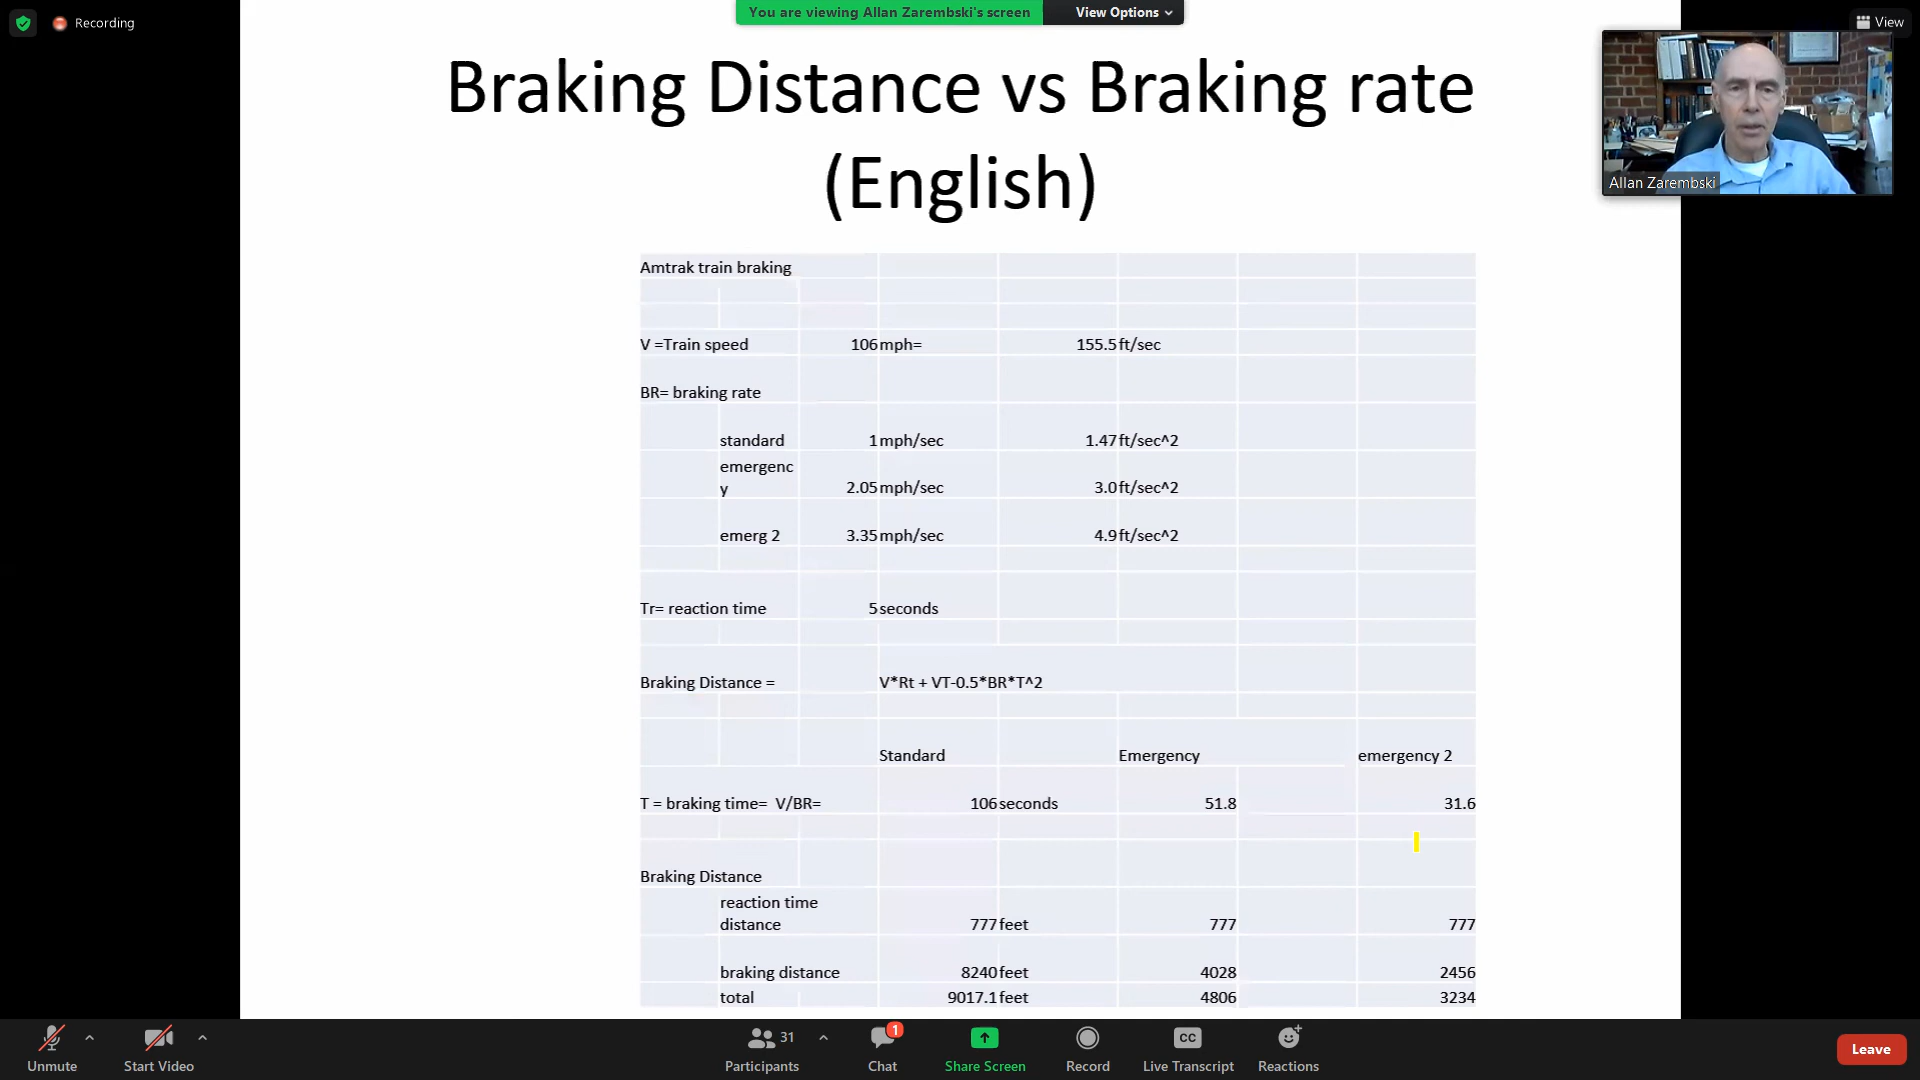 Recording
You are viewing Allan Zarembski's screen
View Options
View
Braking Distance vs Braking rate
(English)
Allan Zarembski
Amtrak train braking
V =Train speed 106 mph= 155.5 ft/sec
BR= braking rate
standard 1 mph/sec 1.47 ft/sec^2
emergenc
y 2.05 mph/sec 3.0 ft/sec^2
emerg 2 3.35 mph/sec 4.9 ft/sec^2
Tr= reaction time 5 seconds
Braking Distance = V*Rt + VT-0.5*BR*T^2
Standard Emergency emergency 2
T = braking time= V/BR= 106 seconds 51.8 31.6
Braking Distance
reaction time
distance 777 feet 777 777
braking distance 8240 feet 4028 2456
total 9017.1 feet 4806 3234
Unmute
Start Video
31
Participants
1
Chat
Share Screen
Record
CC
Live Transcript
Reactions
Leave